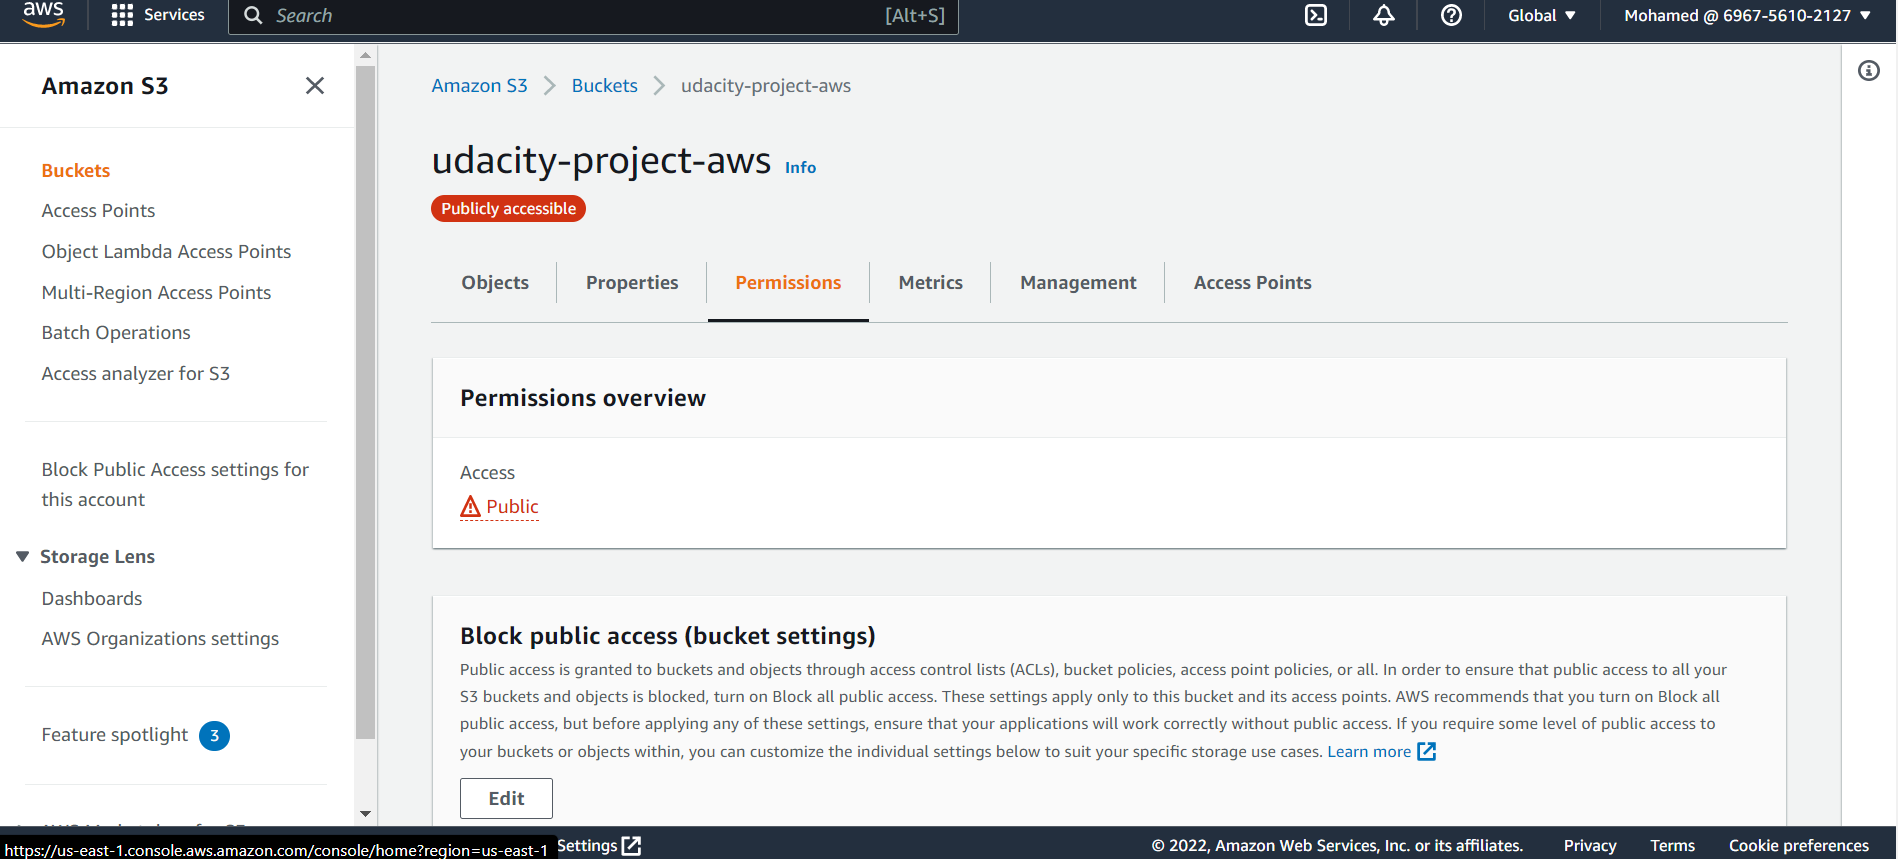 aws
Services
Search
[Alt+S]
Global
Mohamed @ 6967-5610-2127
Amazon S3
Buckets
Access Points
Object Lambda Access Points
Multi-Region Access Points
Batch Operations
Access analyzer for S3
Block Public Access settings for
this account
Storage Lens
Dashboards
AWS Organizations settings
Feature spotlight 3
Amazon S3 > Buckets > udacity-project-aws
udacity-project-aws Info
Publicly accessible
Objects
Properties
Permissions
Metrics
Management
Access Points
Permissions overview
Access
Public
Block public access (bucket settings)
Public access is granted to buckets and objects through access control lists (ACLs), bucket policies, access point policies, or all. In order to ensure that public access to all your
S3 buckets and objects is blocked, turn on Block all public access. These settings apply only to this bucket and its access points. AWS recommends that you turn on Block all
public access, but before applying any of these settings, ensure that your applications will work correctly without public access. If you require some level of public access to
your buckets or objects within, you can customize the individual settings below to suit your specific storage use cases. Learn more
Edit
https://us-east-1.console.aws.amazon.com/console/home?region=us-east-1
Settings
© 2022, Amazon Web Services, Inc. or its affiliates.
Privacy
Terms
Cookie preferences